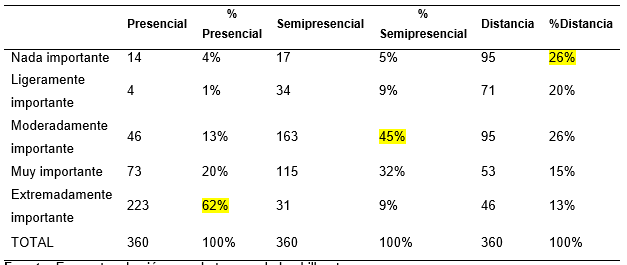 Presencial % Presencial Semipresencial % Semipresencial Distancia %Distancia
Nada importante 14 4% 17 5% 95 26%
Ligeramente importante 4 1% 34 9% 71 20%
Moderadamente importante 46 13% 163 45% 95 26%
Muy importante 73 20% 115 32% 53 15%
Extremadamente importante 223 62% 31 9% 46 13%
TOTAL 360 100% 360 100% 360 100%